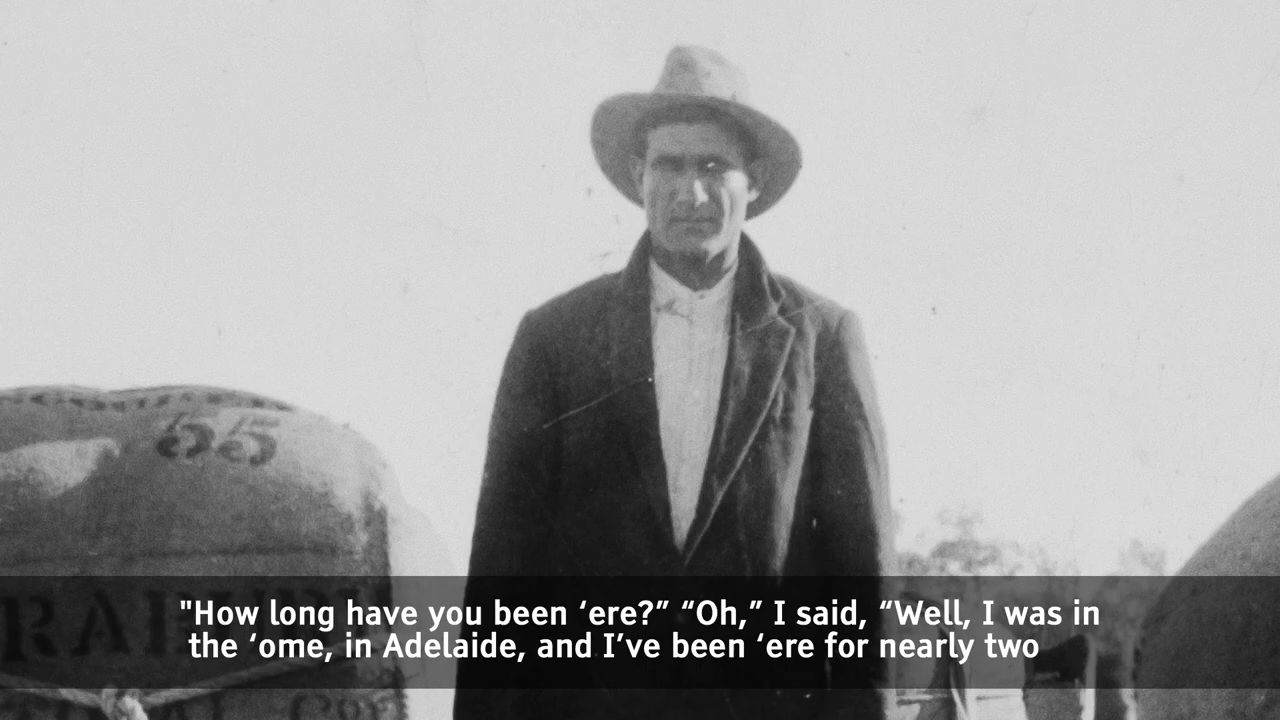 55
"How long have you been ‘ere?” “Oh,” I said, “Well, I was in
the ‘ome, in Adelaide, and I’ve been ‘ere for nearly two